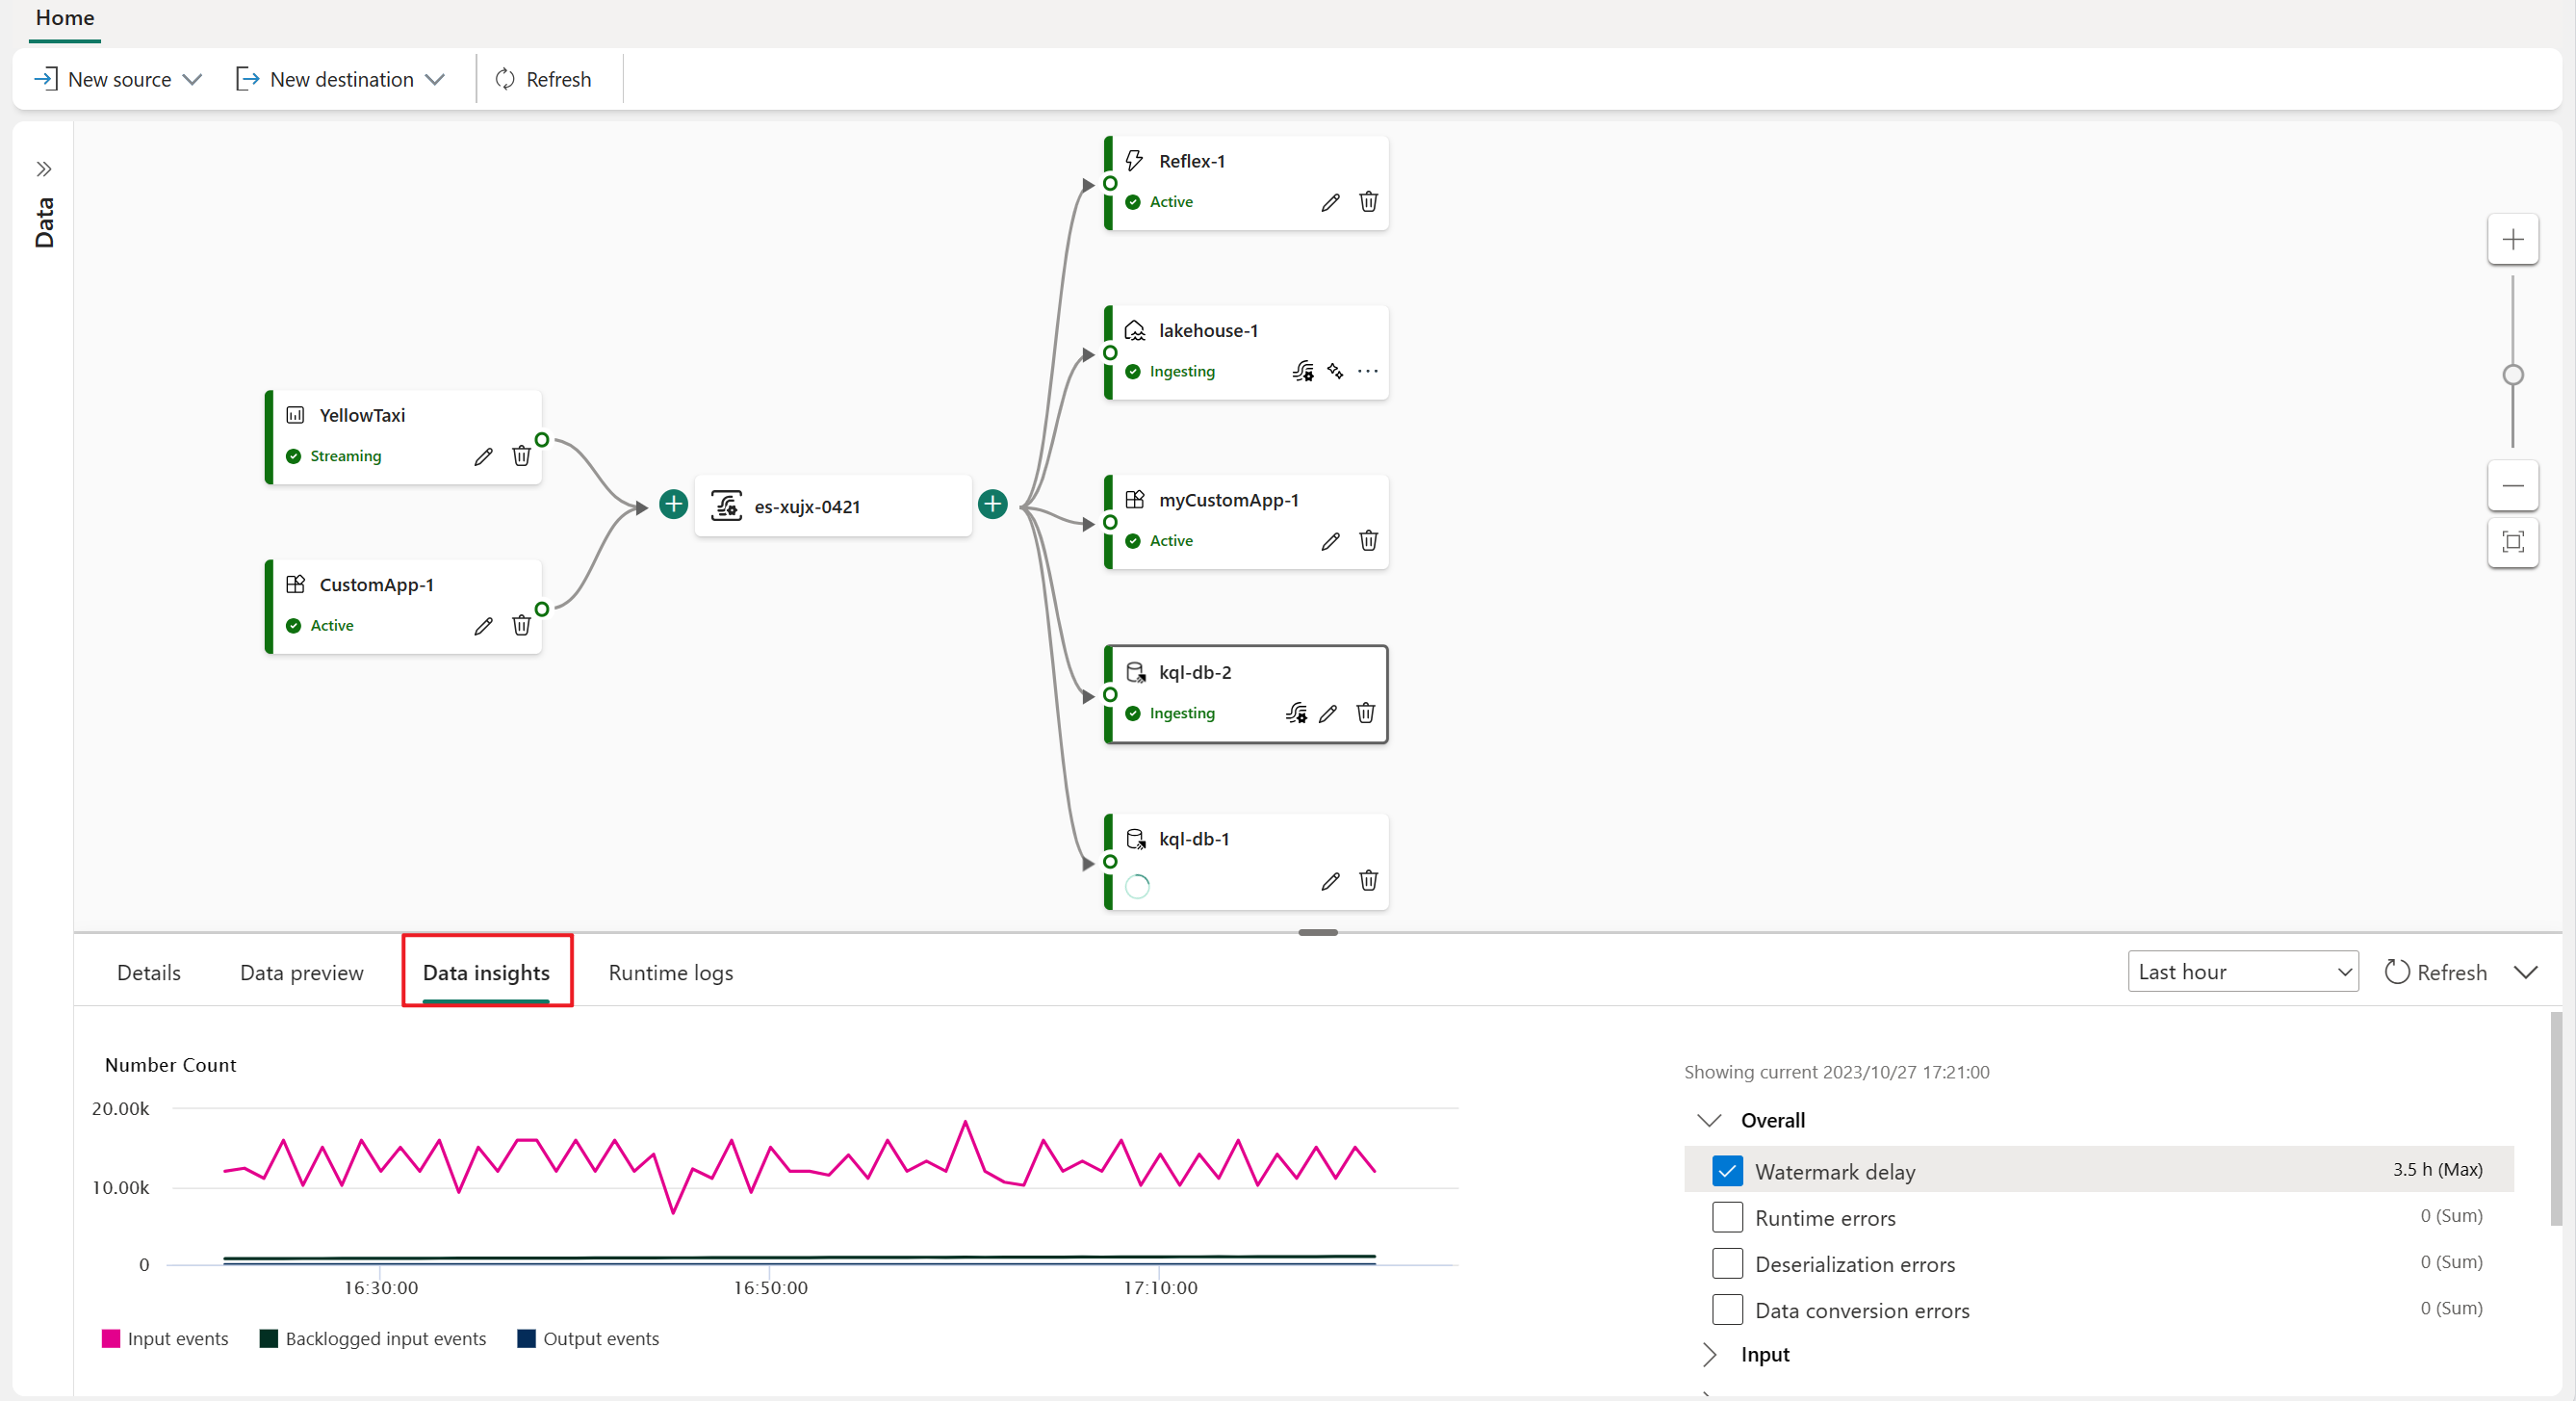 Home
New source
New destination
Refresh
Data
Reflex-1
Active
lakehouse-1
Ingesting
YellowTaxi
Streaming
es-xujx-0421
myCustomApp-1
Active
CustomApp-1
Active
kql-db-2
Ingesting
kql-db-1
Details
Data preview
Data insights
Runtime logs
Last hour
Refresh
Number Count
20.00k
10.00k
0
16:30:00
16:50:00
17:10:00
Input events
Backlogged input events
Output events
Showing current 2023/10/27 17:21:00
Overall
Watermark delay 3.5 h (Max)
Runtime errors 0 (Sum)
Deserialization errors 0 (Sum)
Data conversion errors 0 (Sum)
Input